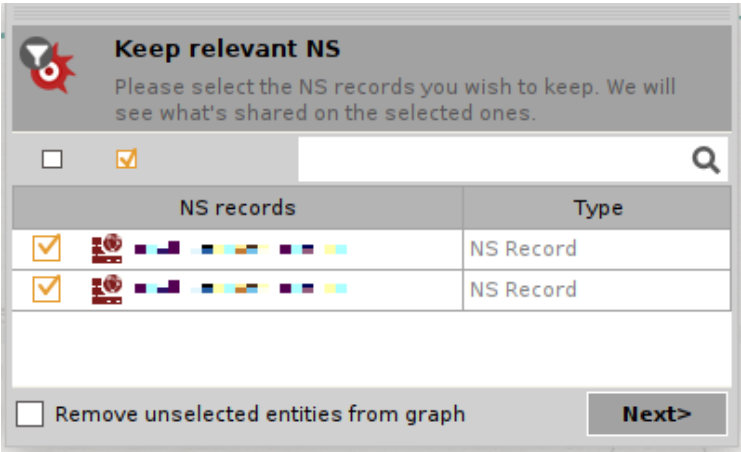 Keep relevant NS
Please select the NS records you wish to keep. We will
see what's shared on the selected ones.
NS records
Type
NS Record
NS Record
Remove unselected entities from graph
Next>